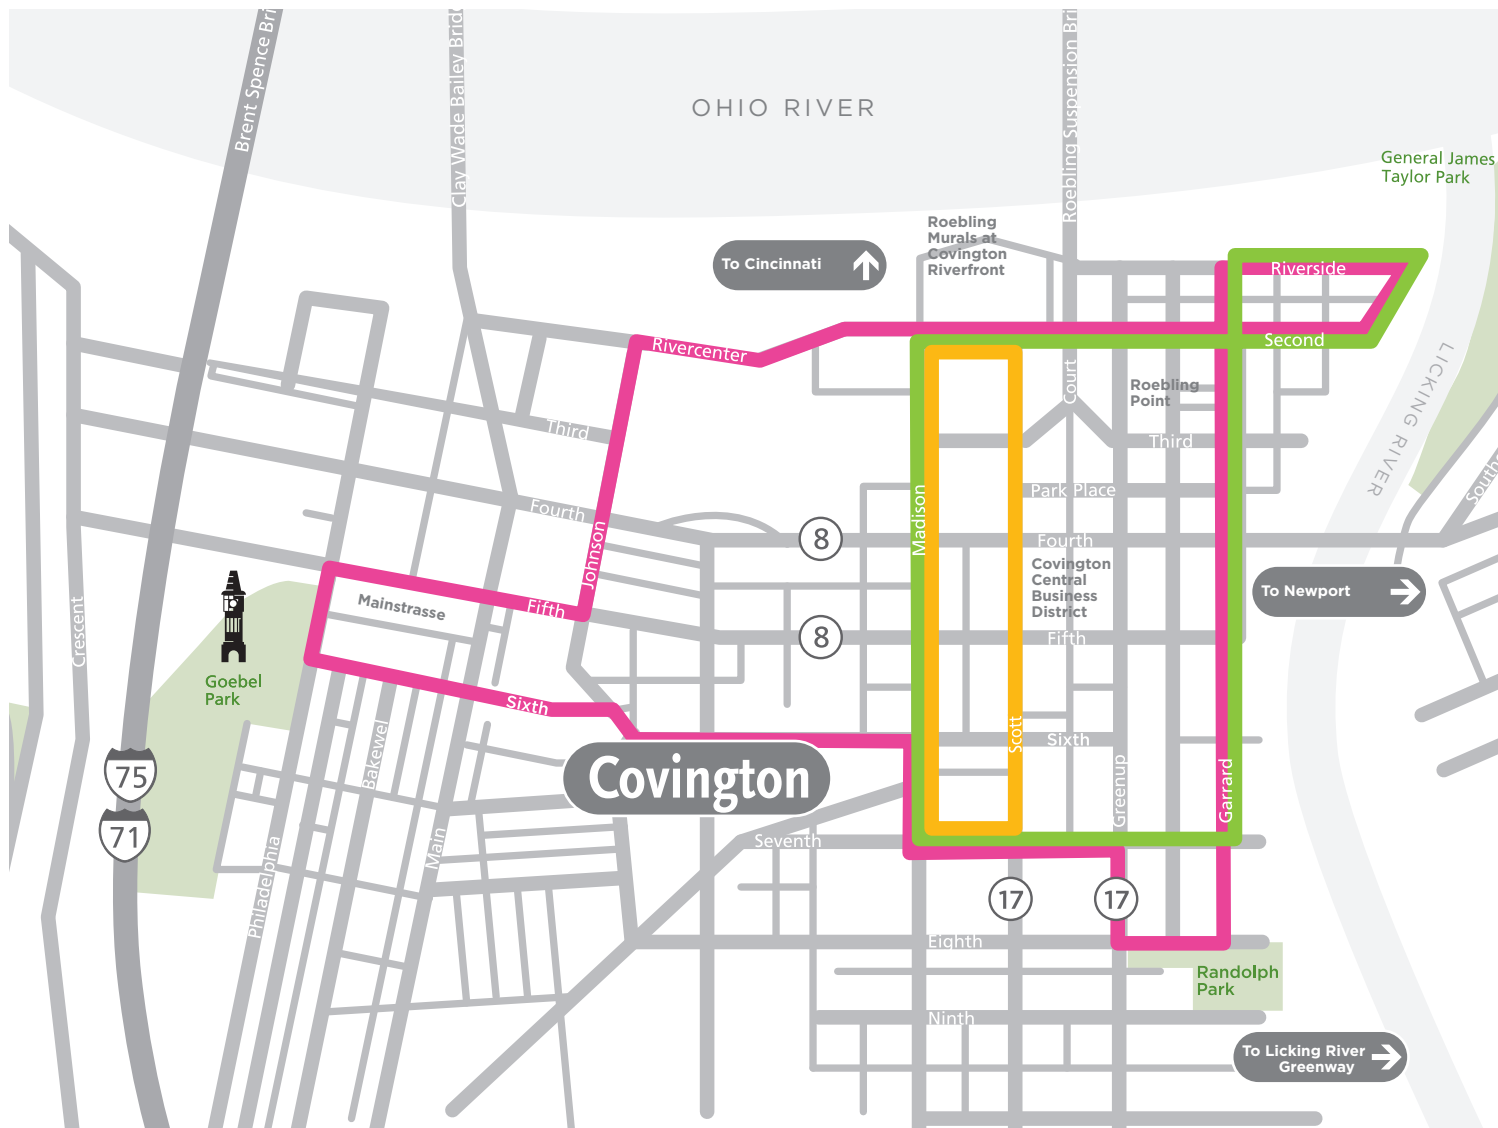 Brent Spence Bri
Clay Wade Bailey Brid
Roebling Suspension Bri
OHIO RIVER
General James
Taylor Park
Roebling
Murals at
Covington
Riverfront
To Cincinnati
Riverside
Rivercenter
Second
LICKING RIVER
Court
Roebling
Point
Third
Third
Park Place
South
Madison
Fourth
Fourth
8
Johnson
Covington
Central
Business
District
To Newport
Mainstrasse
Fifth
Fifth
8
Crescent
Goebel
Park
Sixth
Sixth
Scott
Bakewel
Greenup
Garrard
75
71
Covington
Main
Seventh
Philadelphia
17
17
Eighth
Randolph
Park
Ninth
To Licking River
Greenway